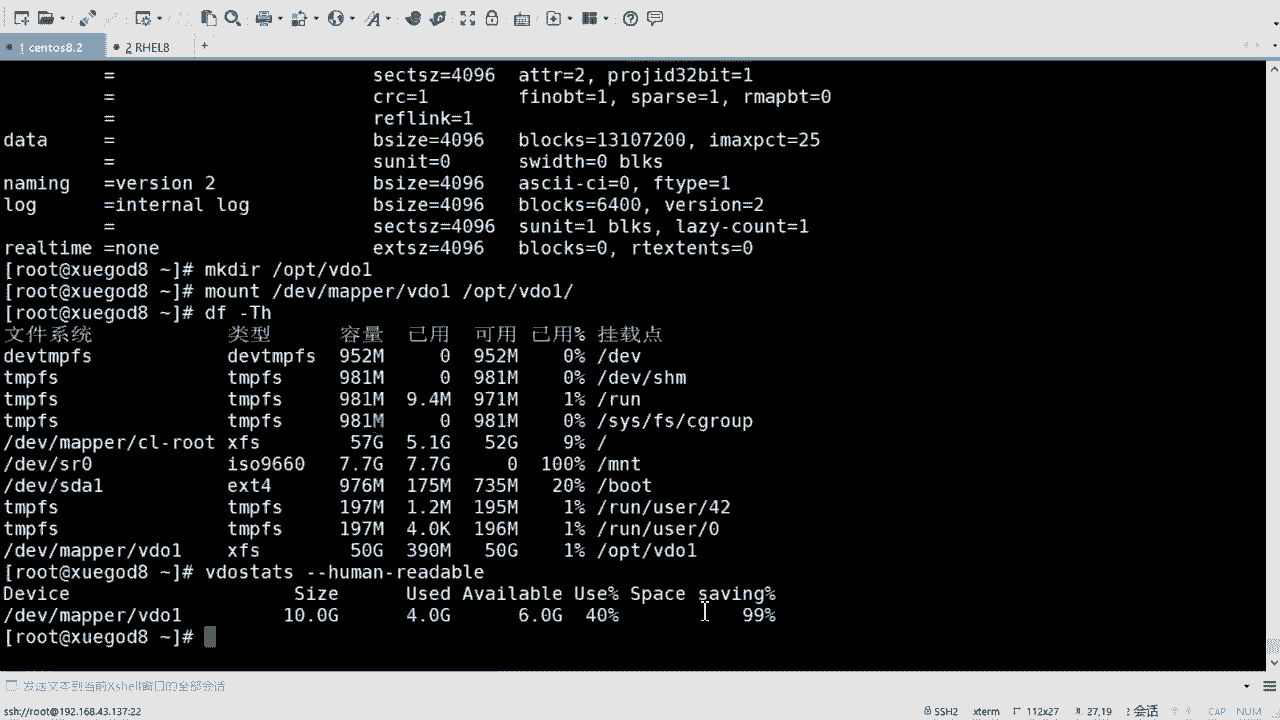 1 centos8.2
2 RHEL8
+
= sectsz=4096 attr=2, projid32bit=1
= crc=1 finobt=1, sparse=1, rmapbt=0
= reflink=1
data = bsize=4096 blocks=13107200, imaxpct=25
= sunit=0 swidth=0 blks
naming =version 2 bsize=4096 ascii-ci=0, ftype=1
log =internal log bsize=4096 blocks=6400, version=2
= sectsz=4096 sunit=1 blks, lazy-count=1
realtime =none extsz=4096 blocks=0, rtextents=0
[root@xuegod8 ~]# mkdir /opt/vdo1
[root@xuegod8 ~]# mount /dev/mapper/vdo1 /opt/vdo1/
[root@xuegod8 ~]# df -Th
文件系统 类型 容量 已用 可用 已用% 挂载点
devtmpfs devtmpfs 952M 0 952M 0% /dev
tmpfs tmpfs 981M 0 981M 0% /dev/shm
tmpfs tmpfs 981M 9.4M 971M 1% /run
tmpfs tmpfs 981M 0 981M 0% /sys/fs/cgroup
/dev/mapper/cl-root xfs 57G 5.1G 52G 9% /
/dev/sr0 iso9660 7.7G 7.7G 0 100% /mnt
/dev/sda1 ext4 976M 175M 735M 20% /boot
tmpfs tmpfs 197M 1.2M 195M 1% /run/user/42
tmpfs tmpfs 197M 4.0K 196M 1% /run/user/0
/dev/mapper/vdo1 xfs 50G 390M 50G 1% /opt/vdo1
[root@xuegod8 ~]# vdostats --human-readable
Device Size Used Available Use% Space saving%
/dev/mapper/vdo1 10.0G 4.0G 6.0G 40% 99%
[root@xuegod8 ~]#
发送文本到当前Xshell窗口的全部会话
ssh://root@192.168.43.137:22 SSH2 xterm 112x27 27,19 ? 会话 CAP NUM